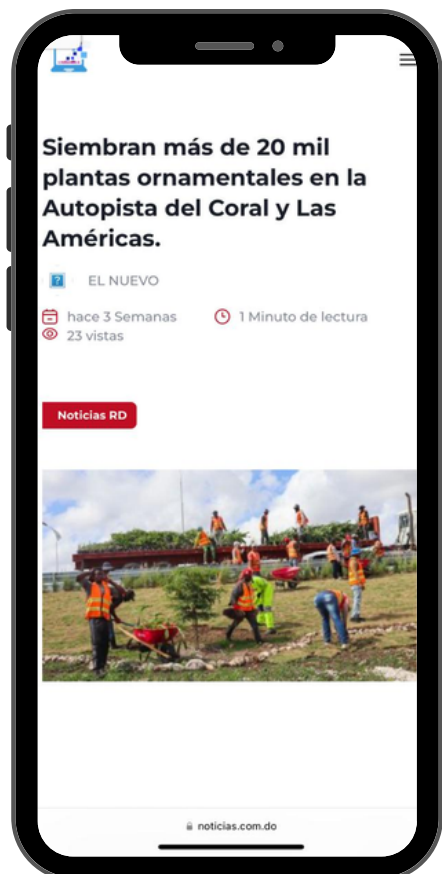 Siembran más de 20 mil
plantas ornamentales en la
Autopista del Coral y Las
Américas.
EL NUEVO
hace 3 Semanas
1 Minuto de lectura
23 vistas
Noticias RD
noticias.com.do